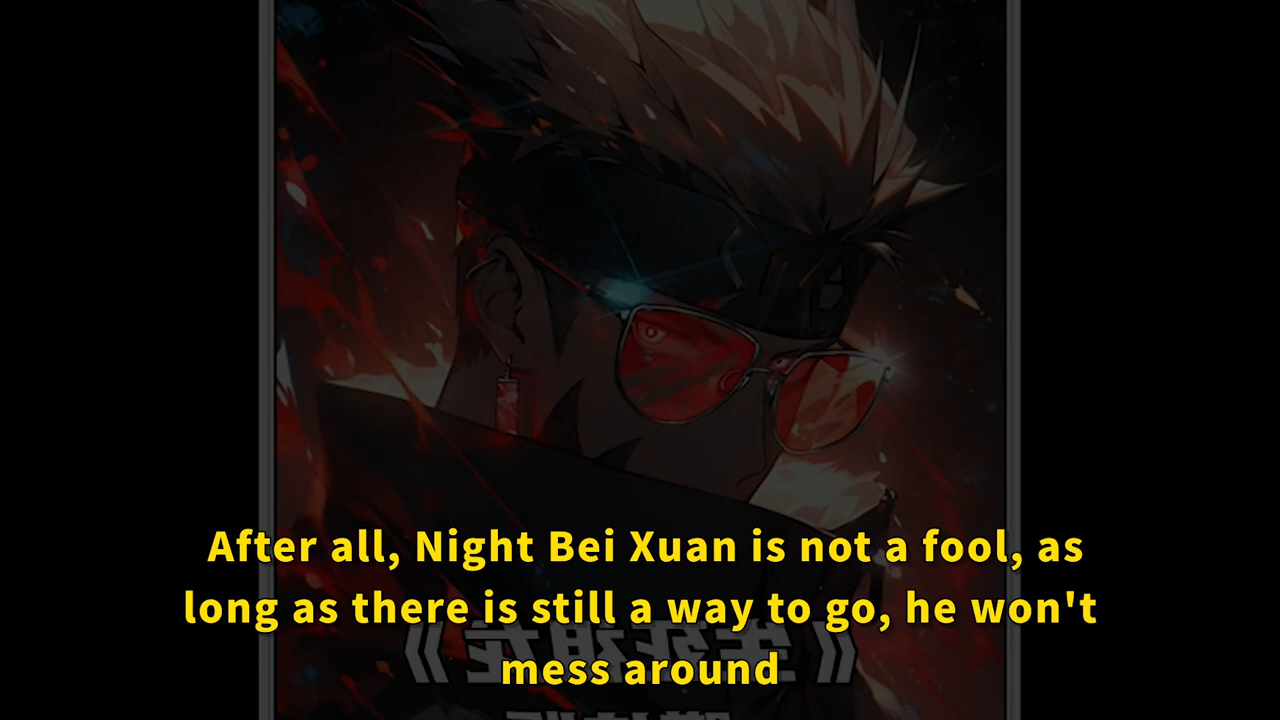 After all, Night Bei Xuan is not a fool, as
long as there is still a way to go, he won't
mess around